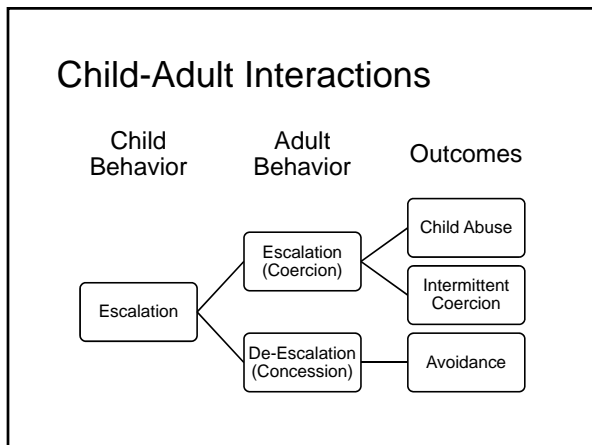 Child-Adult Interactions
Child
Behavior
Adult
Behavior
Outcomes
Escalation
Escalation
(Coercion)
De-Escalation
(Concession)
Child Abuse
Intermittent
Coercion
Avoidance